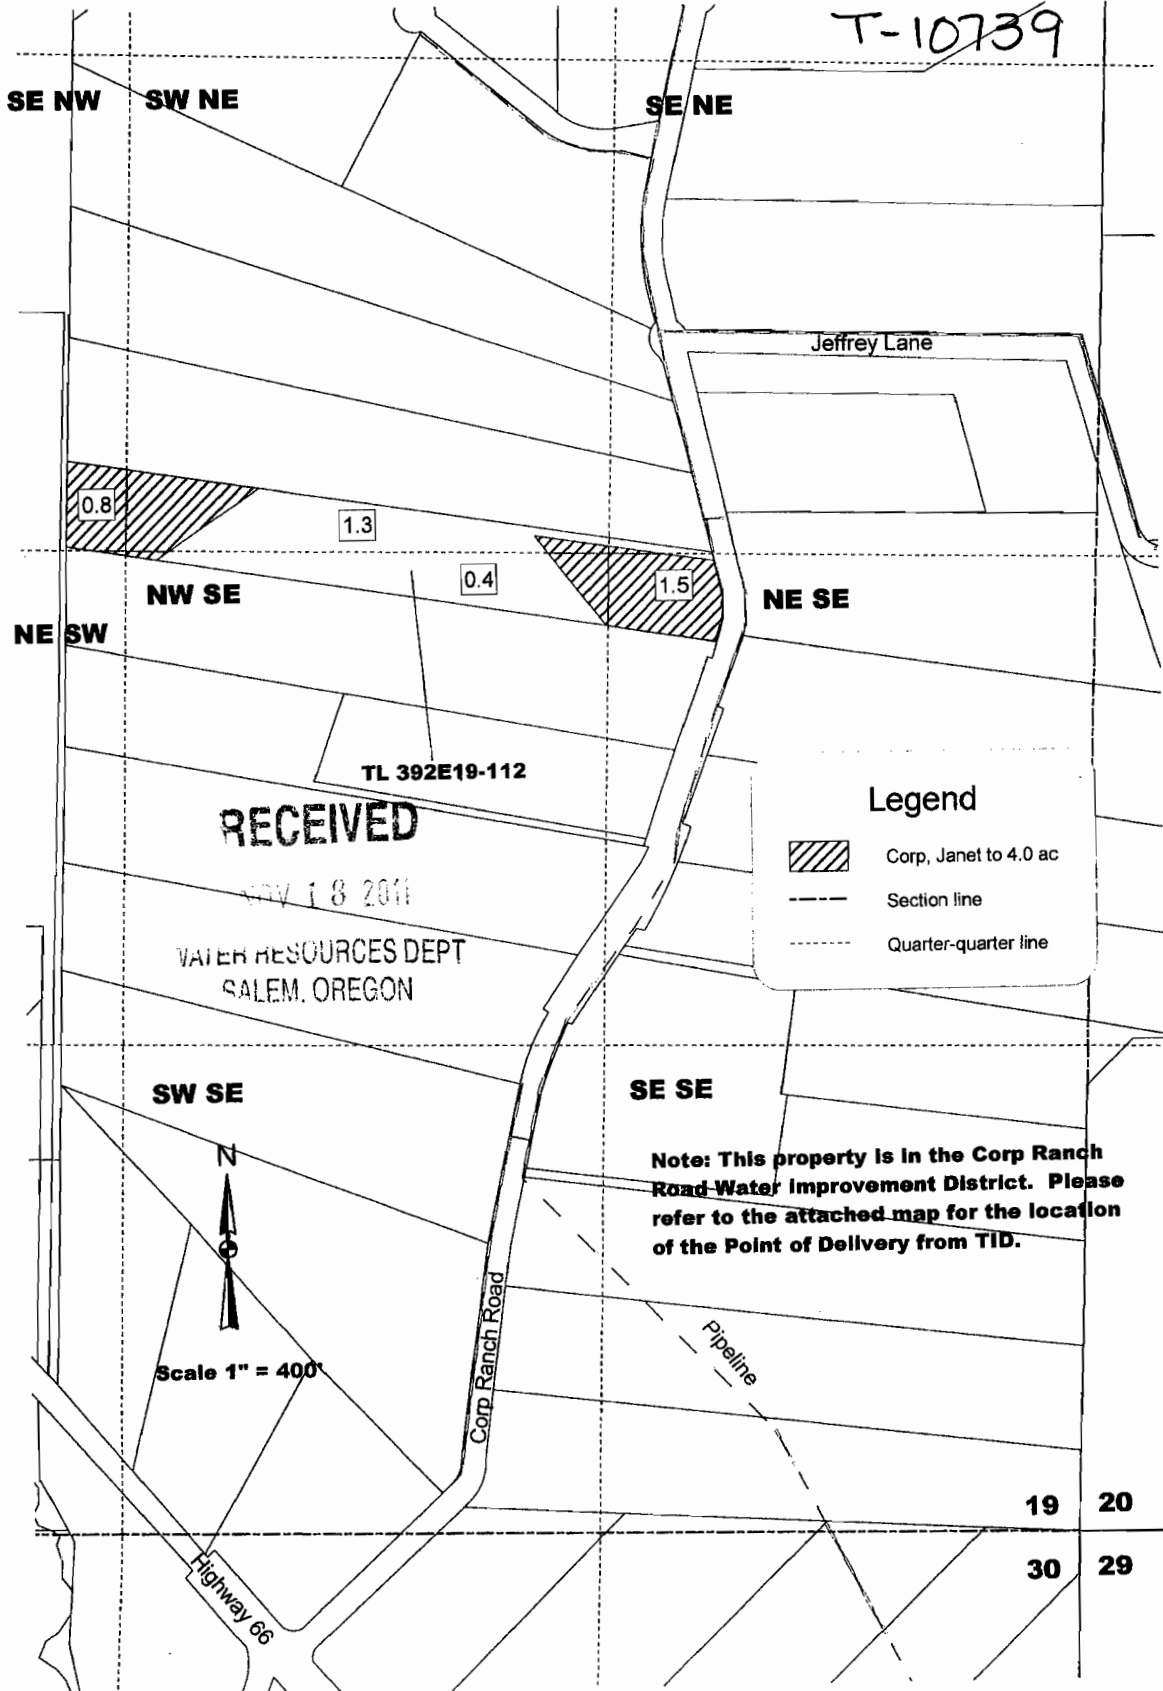 T-10739
SE NW
SW NE
SE NE
Jeffrey Lane
0.8
1.3
0.4
1.5
NW SE
NE SE
NE SW
TL 392E19-112
RECEIVED
NOV 18 2011
WATER RESOURCES DEPT
SALEM, OREGON
Legend
Corp, Janet to 4.0 ac
Section line
Quarter-quarter line
SW SE
SE SE
N
Scale 1" = 400'
Note: This property is in the Corp Ranch
Road Water Improvement District. Please
refer to the attached map for the location
of the Point of Delivery from TID.
Corp Ranch Road
Pipeline
19
20
30
29
Highway 66